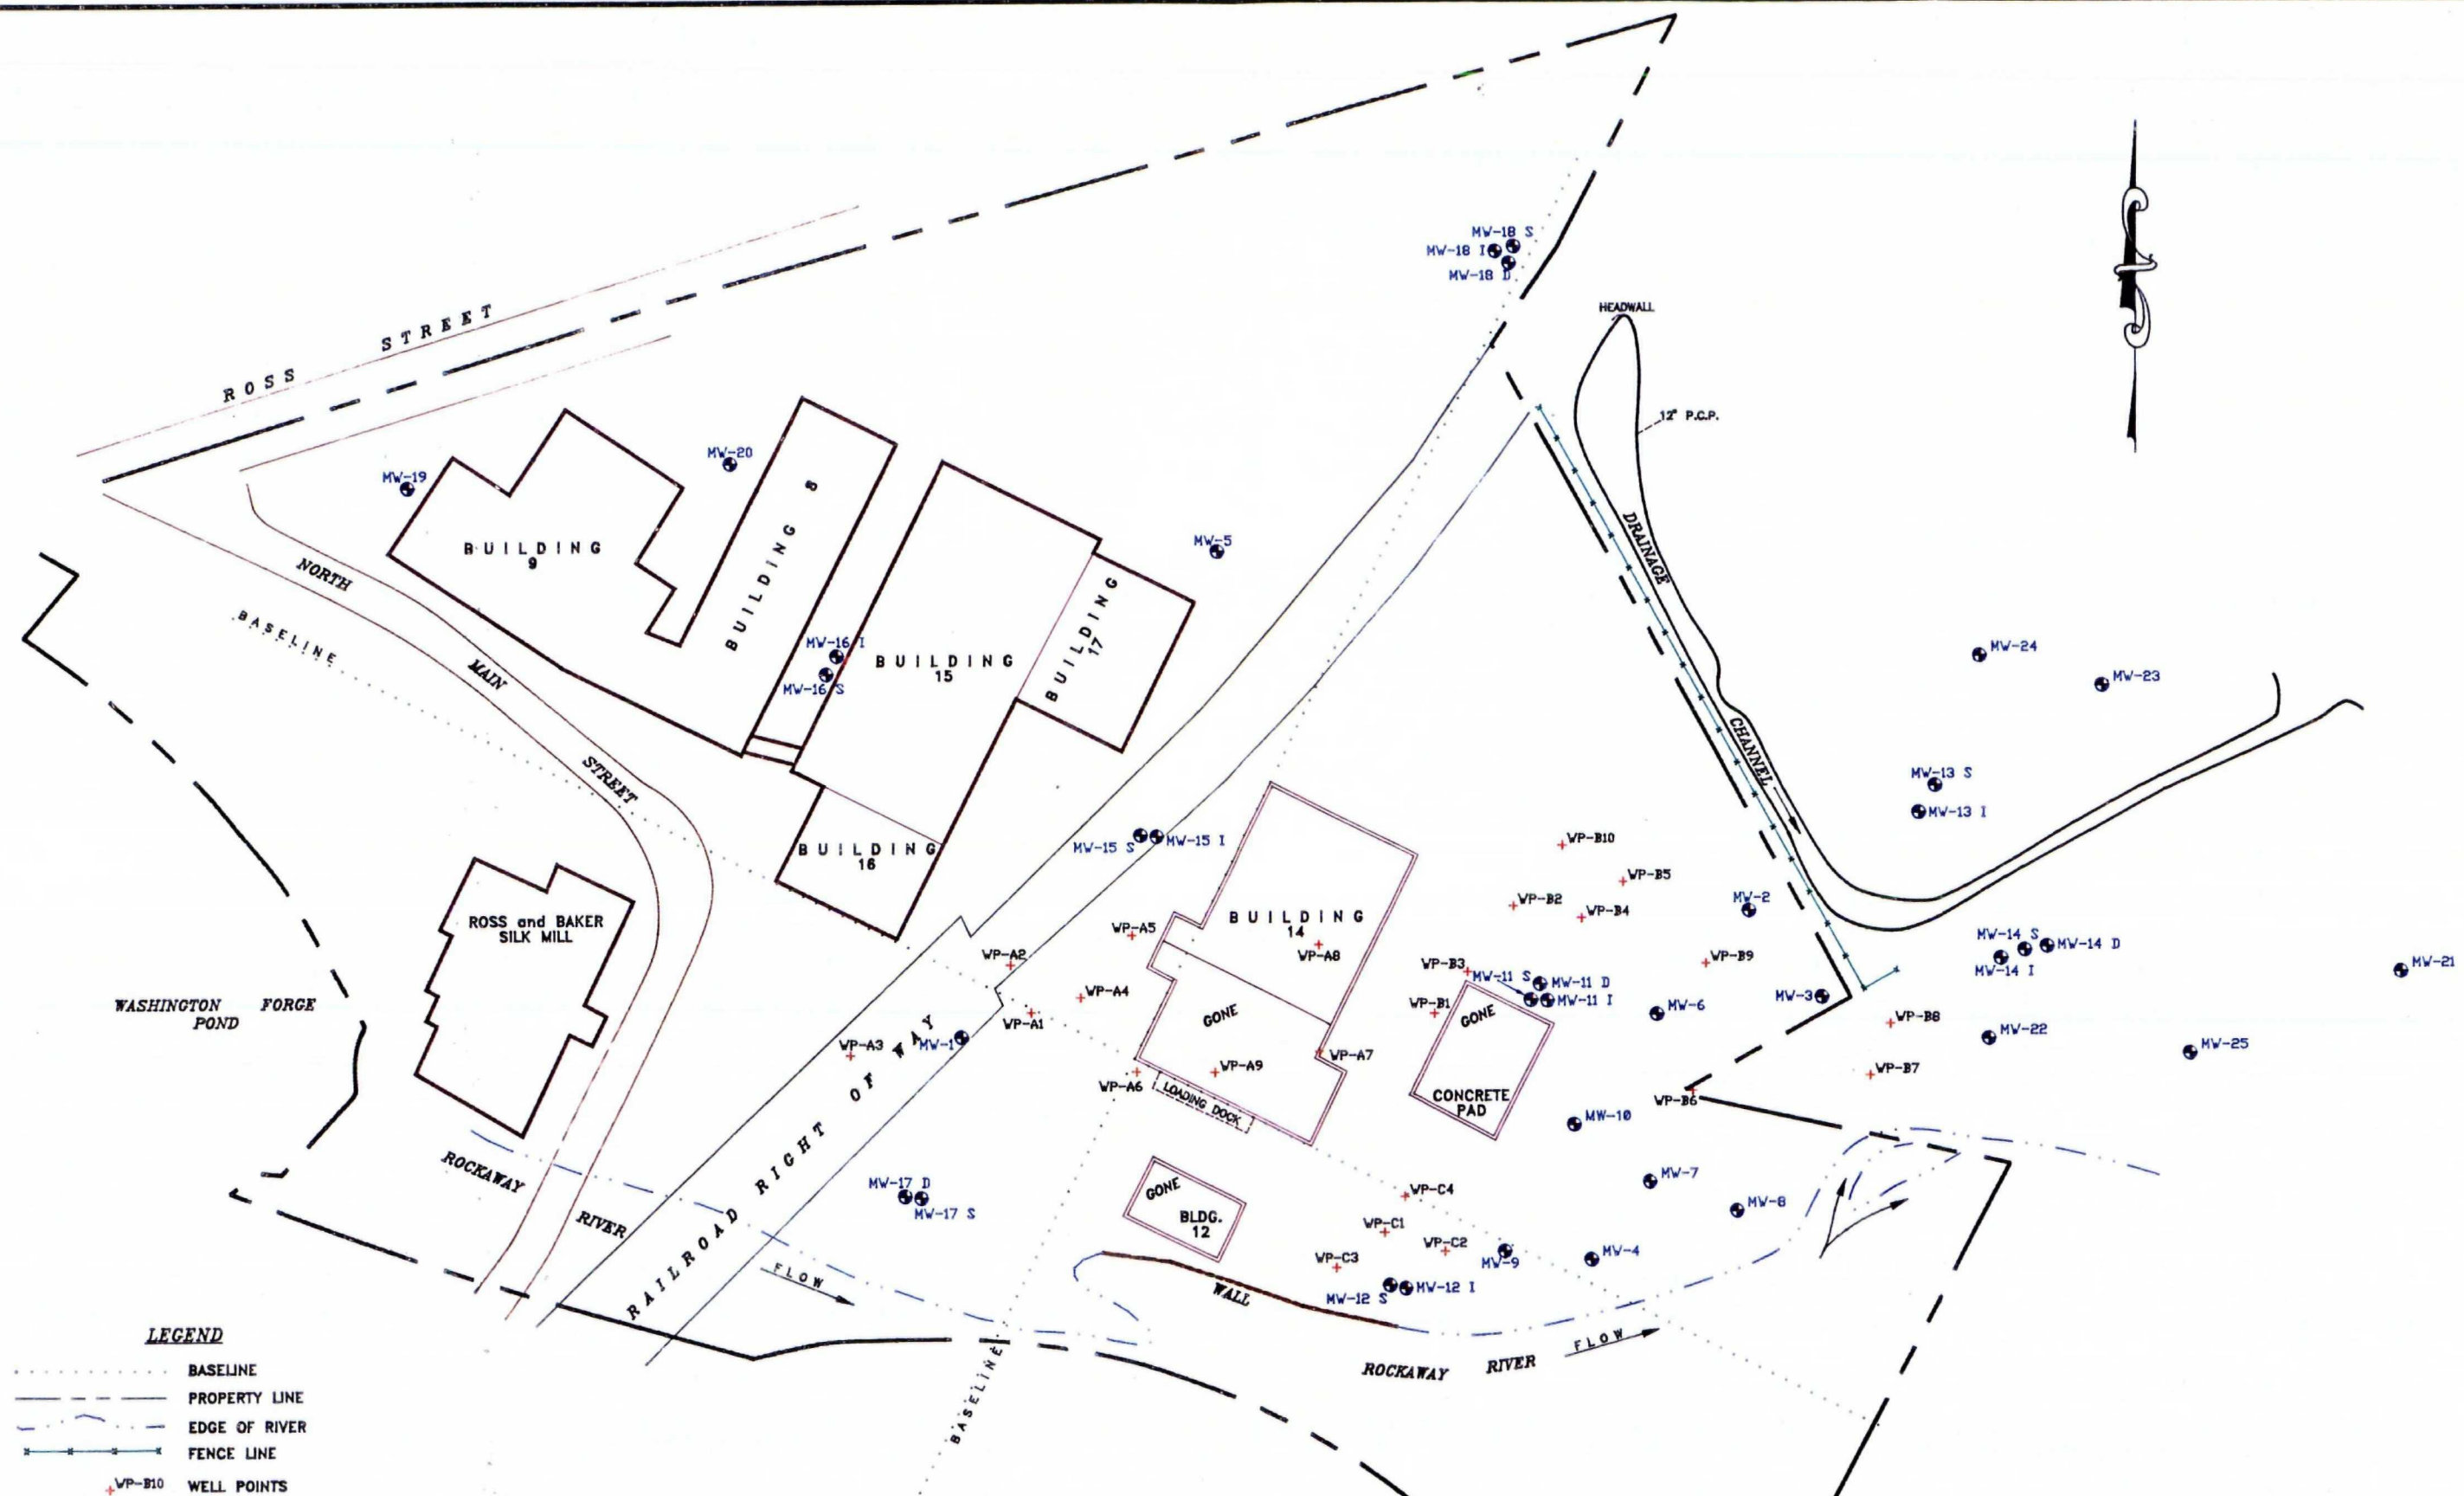 MW-18 S
MW-18 I
MW-18 D
HEADWALL
12" P.C.P.
ROSS STREET
MW-19
MW-20
BUILDING
9
BUILDING 8
MW-5
NORTH
MAIN
STREET
BASELINE
MW-16 I
MW-16 S
BUILDING
15
BUILDING
17
BUILDING
16
DRAINAGE
CHANNEL
MW-24
MW-23
MW-13 S
MW-13 I
MW-15 S
MW-15 I
WP-B10
WP-B5
WP-B2
WP-B4
MW-2
ROSS and BAKER
SILK MILL
WP-A5
BUILDING
14
WP-A8
WP-A2
WP-A4
WP-A1
WP-B3
WP-B9
MW-11 S
MW-11 D
MW-11 I
WP-B1
MW-6
MW-3
MW-14 S
MW-14 D
MW-14 I
MW-21
WASHINGTON FORGE
POND
WP-A3
MW-1
GONE
GONE
WP-B8
MW-22
MW-25
WP-A7
WP-A9
WP-A6
LOADING DOCK
CONCRETE
PAD
WP-B7
WP-B6
MW-10
ROCKAWAY
RIVER
RAILROAD RIGHT OF WAY
MW-17 D
MW-17 S
GONE
BLDG.
12
WP-C4
WP-C1
WP-C2
WP-C3
MW-7
MW-8
MW-9
MW-4
MW-12 S
MW-12 I
FLOW
WALL
FLOW
ROCKAWAY RIVER
BASELINE
LEGEND
BASELINE
PROPERTY LINE
EDGE OF RIVER
FENCE LINE
WP-B10 WELL POINTS